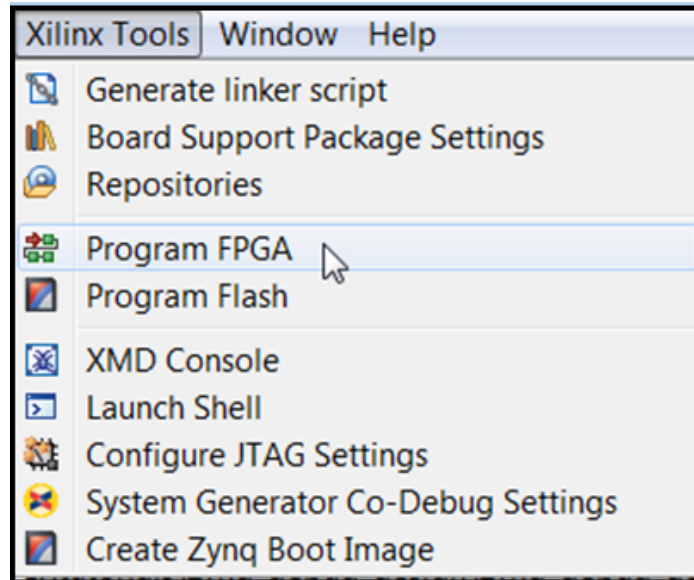 Xilinx Tools Window Help
Generate linker script
Board Support Package Settings
Repositories
Program FPGA
Program Flash
XMD Console
Launch Shell
Configure JTAG Settings
System Generator Co-Debug Settings
Create Zynq Boot Image